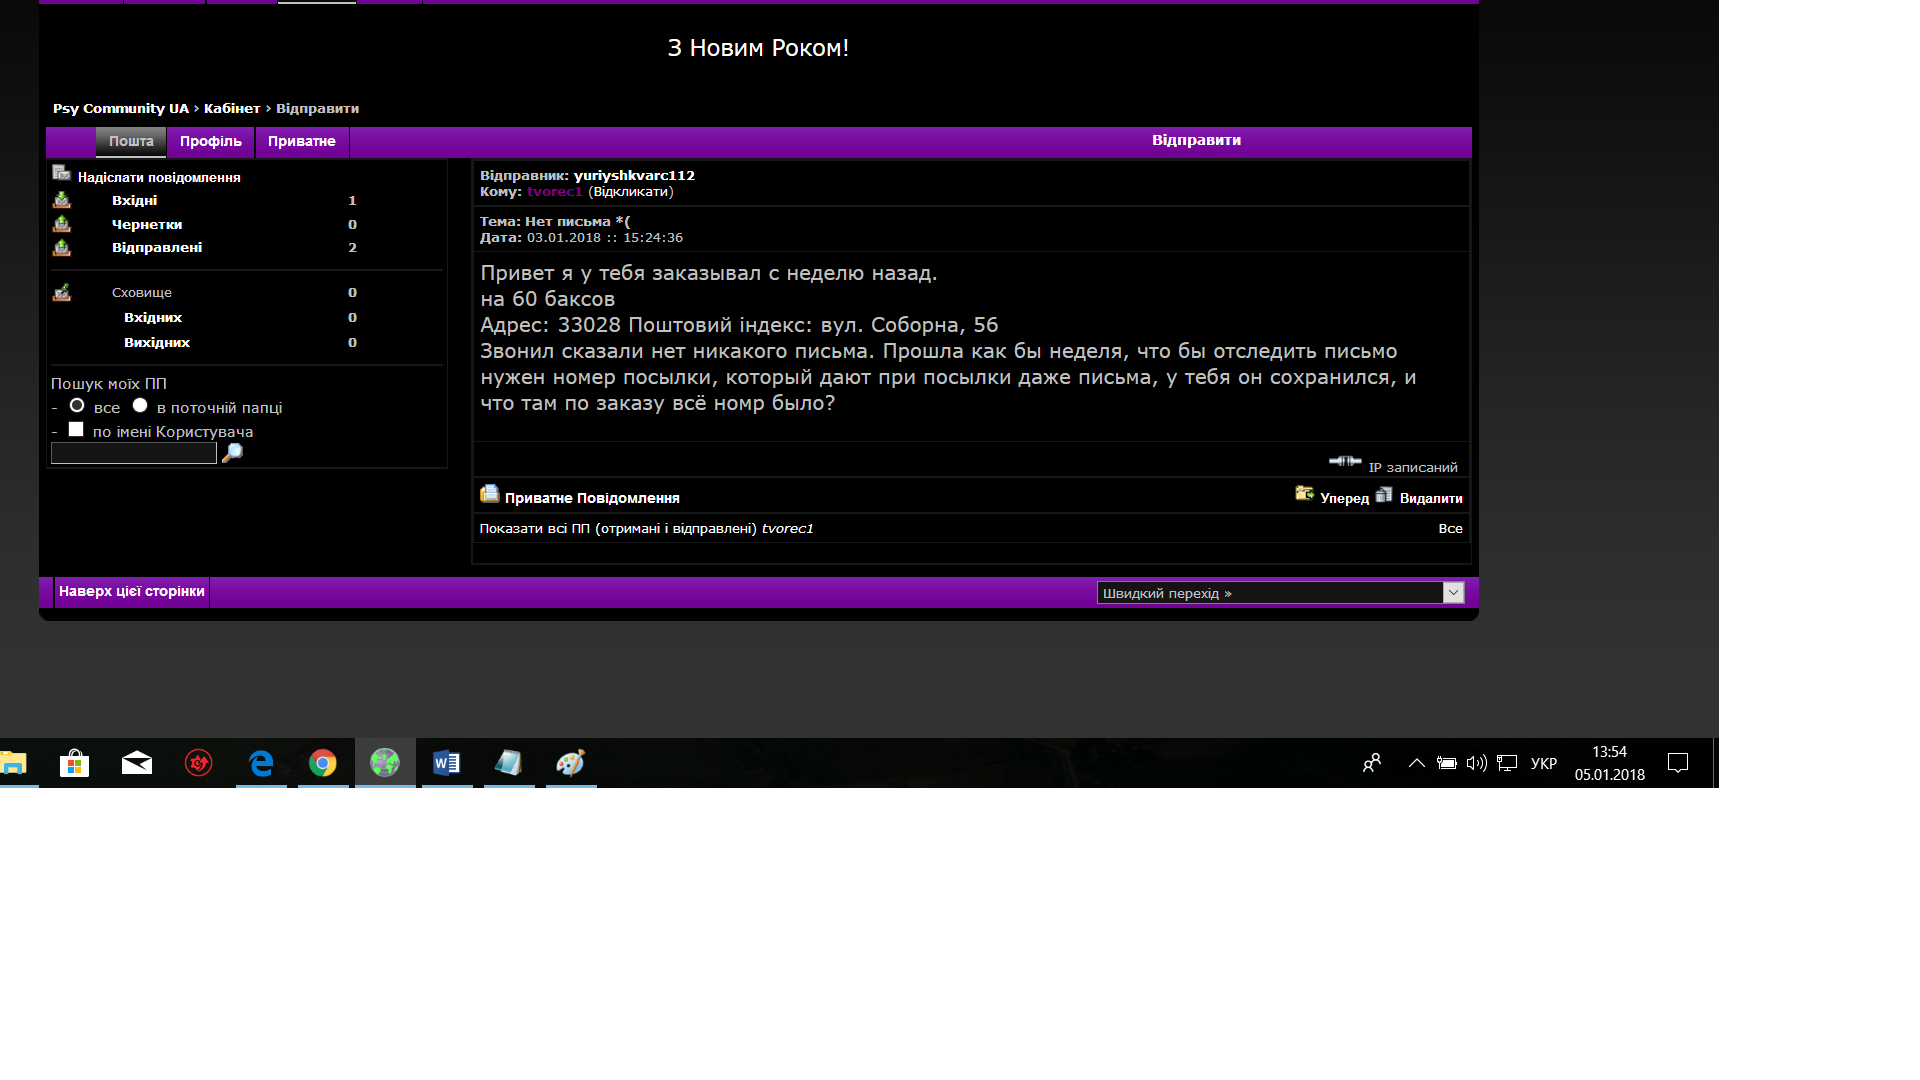 З Новим Роком!
Psy Community UA › Кабінет › Відправити
Пошта Профіль Приватне
Надіслати повідомлення
Вхідні 1
Чернетки 0
Відправлені 2
Сховище 0
Вхідних 0
Вихідних 0
Пошук моїх ПП
- все в поточній папці
- по імені Користувача
Відправити
Відправник: yuriyshkvarc112
Кому: tvorec1 (Відкликати)
Тема: Нет письма *(
Дата: 03.01.2018 :: 15:24:36
Привет я у тебя заказывал с неделю назад.
на 60 баксов
Адрес: 33028 Поштовий індекс: вул. Соборна, 56
Звонил сказали нет никакого письма. Прошла как бы неделя, что бы отследить письмо
нужен номер посылки, который дают при посылки даже письма, у тебя он сохранился, и
что там по заказу всё номр было?
IP записаний
Приватне Повідомлення Уперед Видалити
Показати всі ПП (отримані і відправлені) tvorec1 Все
Наверх цієї сторінки Швидкий перехід »
УКР
13:54
05.01.2018